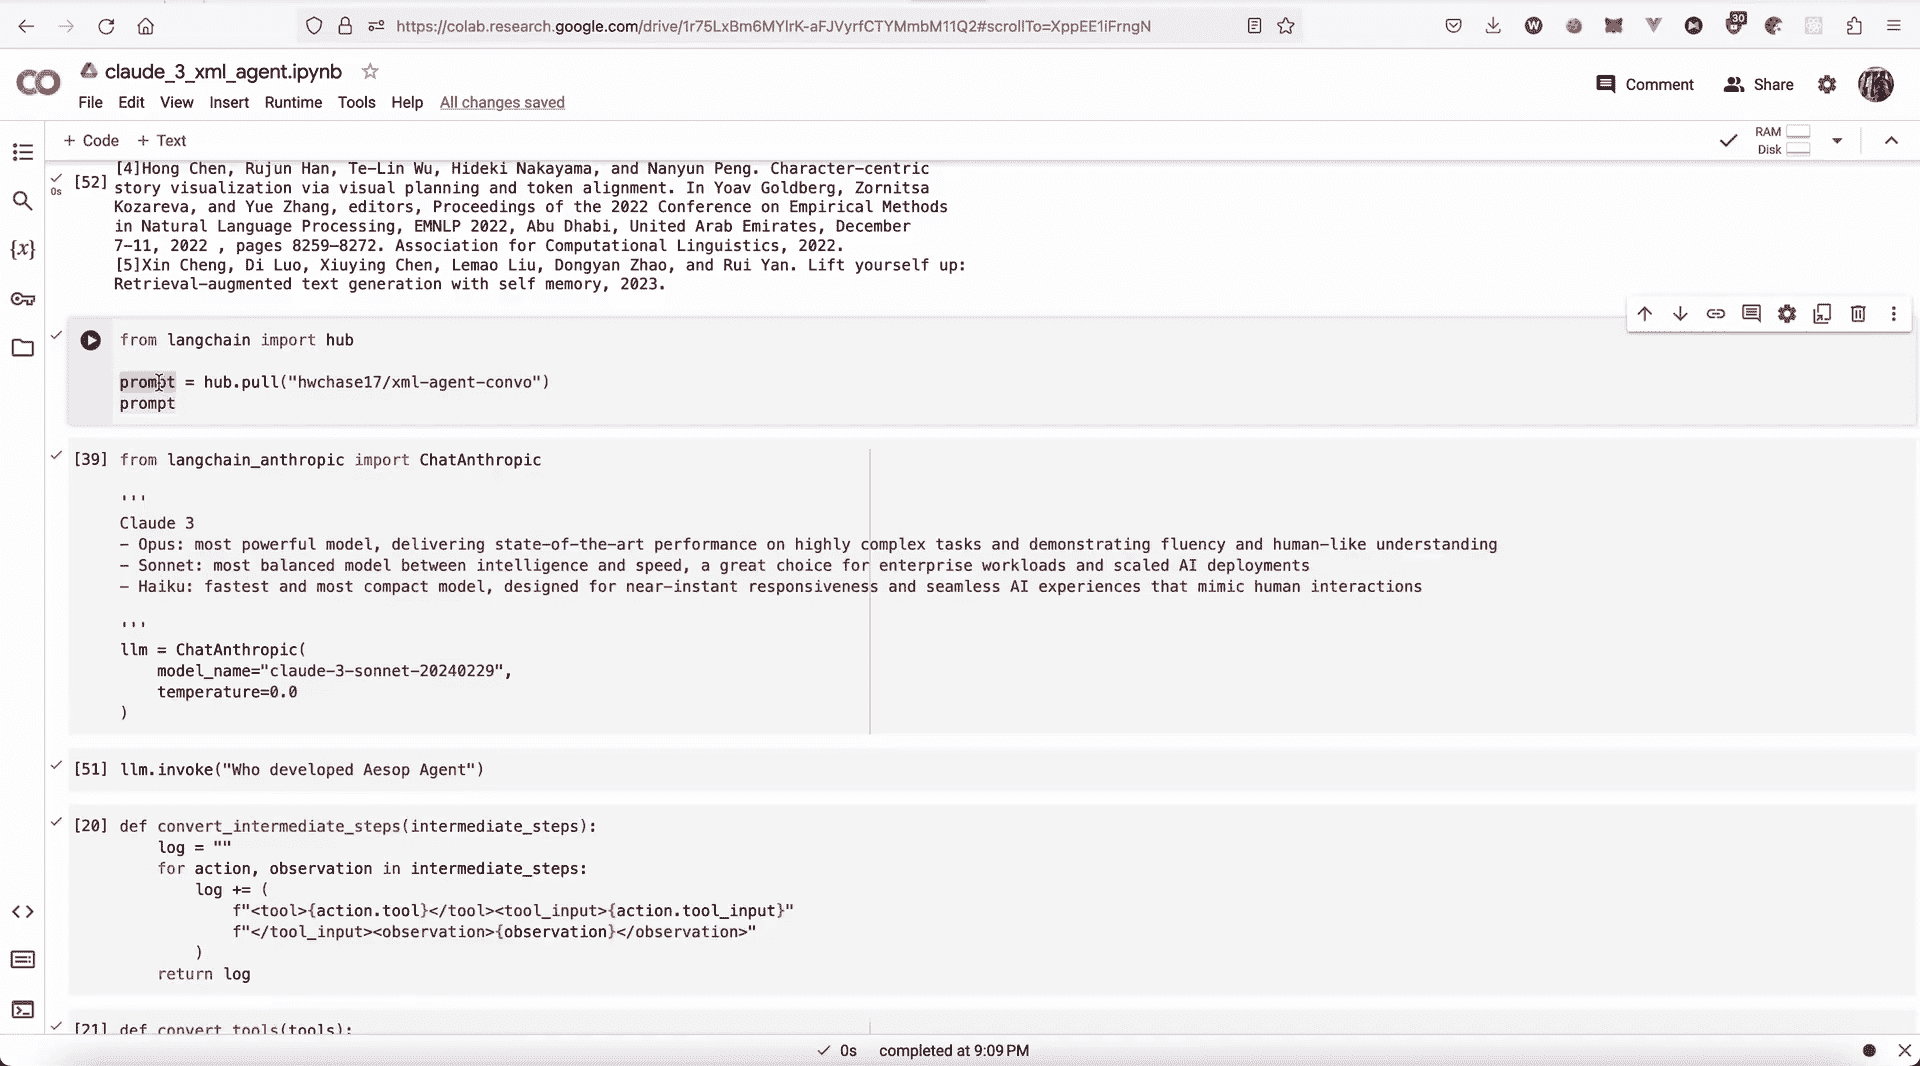 https://colab.research.google.com/drive/1r75LxBm6MYlrK-aFJVyrfCTYMmbM11Q2#scrollTo=XppEE1iFrngN
30
claude_3_xml_agent.ipynb
File Edit View Insert Runtime Tools Help All changes saved
Comment Share
+ Code + Text
RAM
Disk
[4]Hong Chen, Rujun Han, Te-Lin Wu, Hideki Nakayama, and Nanyun Peng. Character-centric
0s [52] story visualization via visual planning and token alignment. In Yoav Goldberg, Zornitsa
Kozareva, and Yue Zhang, editors, Proceedings of the 2022 Conference on Empirical Methods
in Natural Language Processing, EMNLP 2022, Abu Dhabi, United Arab Emirates, December
7–11, 2022 , pages 8259–8272. Association for Computational Linguistics, 2022.
[5]Xin Cheng, Di Luo, Xiuying Chen, Lemao Liu, Dongyan Zhao, and Rui Yan. Lift yourself up:
Retrieval-augmented text generation with self memory, 2023.
from langchain import hub
prompt = hub.pull("hwchase17/xml-agent-convo")
prompt
[39] from langchain_anthropic import ChatAnthropic
'''
Claude 3
- Opus: most powerful model, delivering state-of-the-art performance on highly complex tasks and demonstrating fluency and human-like understanding
- Sonnet: most balanced model between intelligence and speed, a great choice for enterprise workloads and scaled AI deployments
- Haiku: fastest and most compact model, designed for near-instant responsiveness and seamless AI experiences that mimic human interactions
'''
llm = ChatAnthropic(
model_name="claude-3-sonnet-20240229",
temperature=0.0
)
[51] llm.invoke("Who developed Aesop Agent")
[20] def convert_intermediate_steps(intermediate_steps):
log = ""
for action, observation in intermediate_steps:
log += (
f"<tool>{action.tool}</tool><tool_input>{action.tool_input}"
f"</tool_input><observation>{observation}</observation>"
)
return log
[21] def convert_tools(tools):
0s completed at 9:09 PM